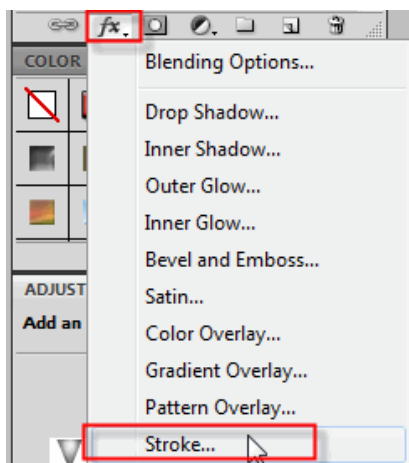 fx.
COLOR
Blending Options...
Drop Shadow...
Inner Shadow...
Outer Glow...
Inner Glow...
Bevel and Emboss...
ADJUST
Satin...
Add an
Color Overlay...
Gradient Overlay...
Pattern Overlay...
Stroke...